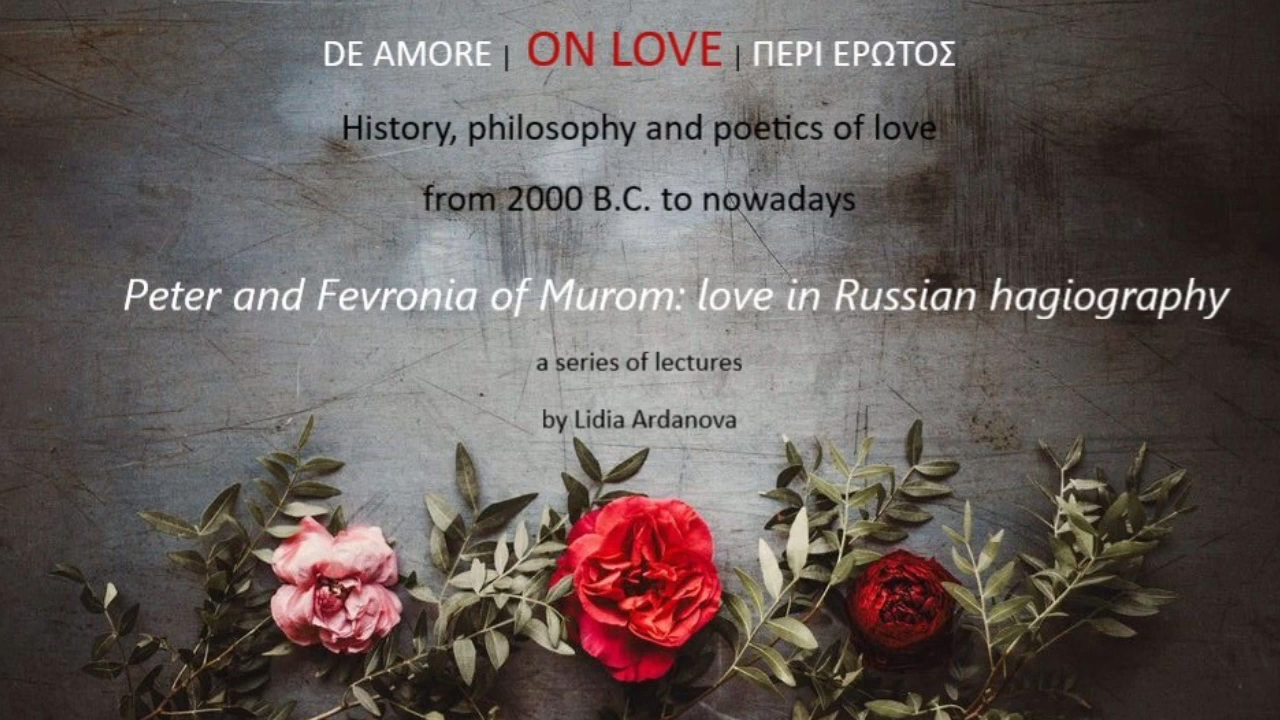 DE AMORE | ON LOVE | ΠΕΡΙ ΕΡΩΤΟΣ
History, philosophy and poetics of love
from 2000 B.C. to nowadays
Peter and Fevronia of Murom: love in Russian hagiography
a series of lectures
by Lidia Ardanova